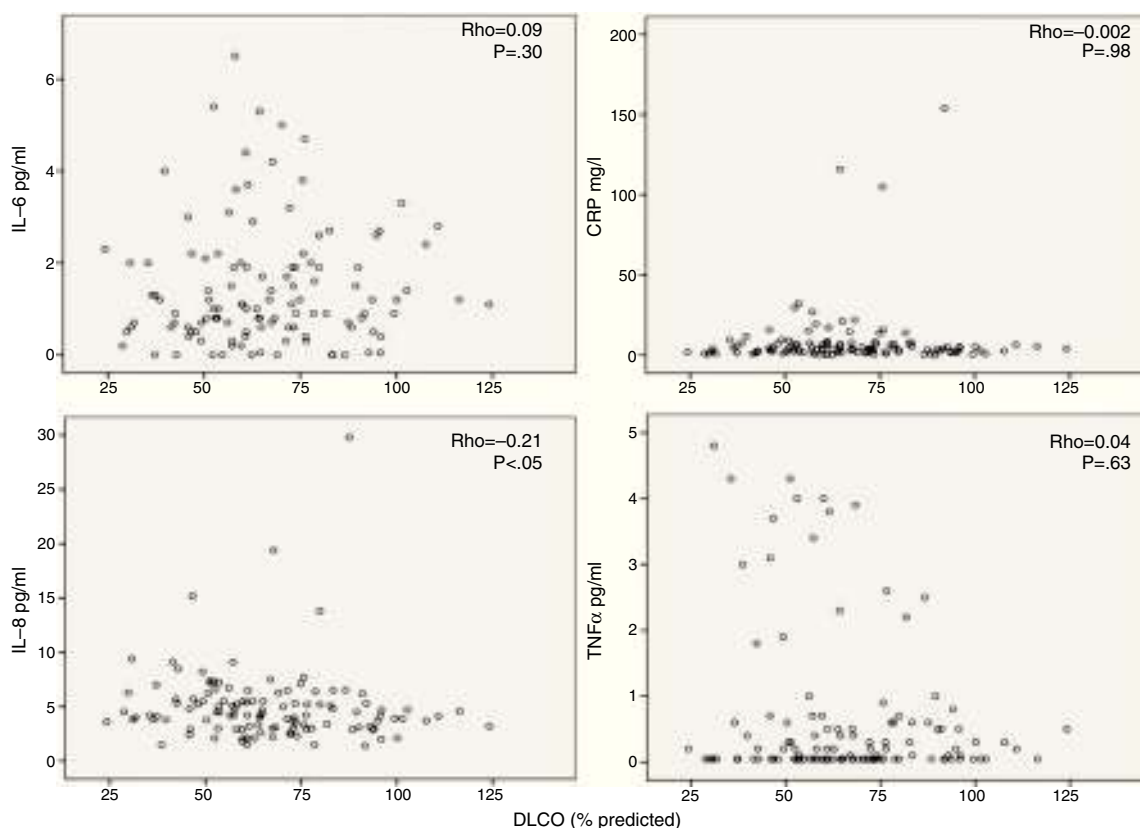 Rho=0.09
P=.30
6
4
2
0
IL–6 pg/ml
25 50 75 100 125
Rho=–0.002
P=.98
200
150
100
50
0
CRP mg/l
25 50 75 100 125
Rho=–0.21
P<.05
30
25
20
15
10
5
0
IL–8 pg/ml
25 50 75 100 125
Rho=0.04
P=.63
5
4
3
2
1
0
TNFα pg/ml
25 50 75 100 125
DLCO (% predicted)